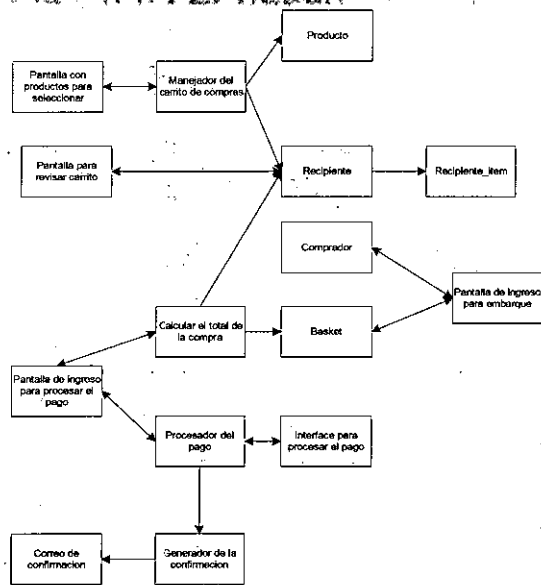 Producto
Pantalla con
productos para
seleccionar
Manejador del
carrito de compras
Pantalla para
revisar carrito
Recipiente
Recipiente_item
Comprador
Pantalla de Ingreso
para embarque
Calcular el total de
la compra
Basket
Pantalla de ingreso
para procesar el
pago
Procesador del
pago
Interface para
procesar el pago
Correo de
confirmacion
Generador de la
confirmacion